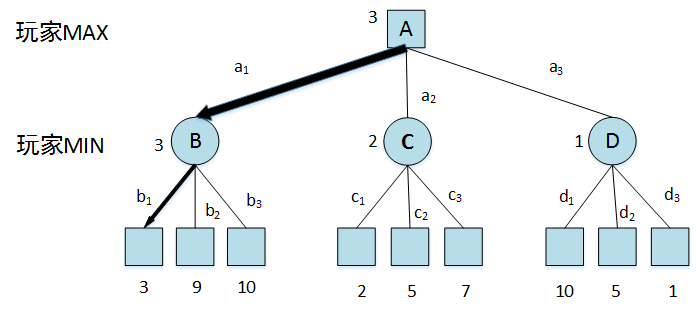 玩家MAX
3 A
a1 a2 a3
玩家MIN
3 B 2 C 1 D
b1 b2 b3 c1 c2 c3 d1 d2 d3
3 9 10 2 5 7 10 5 1